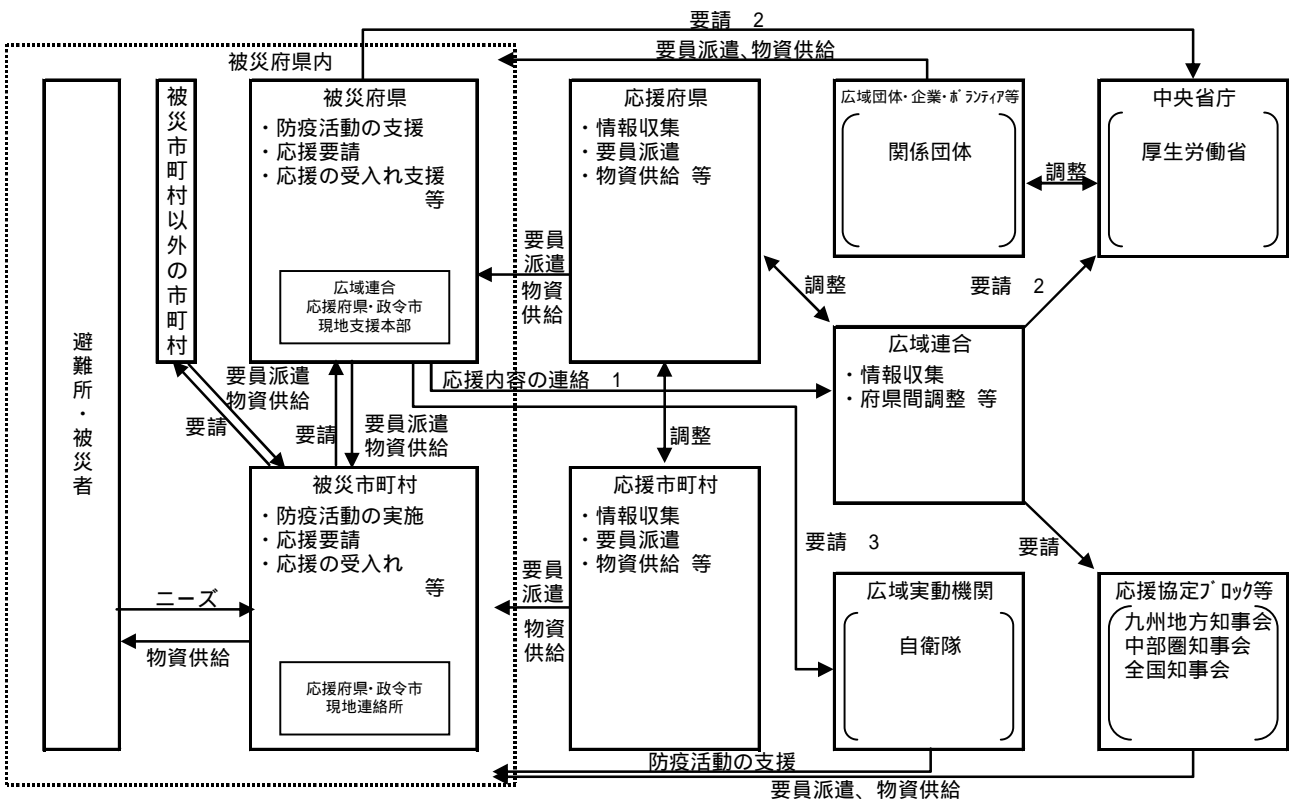 要請 2
要員派遣、物資供給
被災府県内
避難所・被災者
被災市町村以外の市町村
被災府県
・防疫活動の支援
・応援要請
・応援の受入れ支援
等
広域連合
応援府県・政令市
現地支援本部
応援府県
・情報収集
・要員派遣
・物資供給 等
広域団体・企業・ボランティア等
関係団体
中央省庁
厚生労働省
調整
要員
派遣
物資
供給
調整
要請 2
広域連合
・情報収集
・府県間調整 等
応援内容の連絡 1
要員派遣
物資供給
要請
要請
要員派遣
物資供給
調整
被災市町村
・防疫活動の実施
・応援要請
・応援の受入れ
等
応援府県・政令市
現地連絡所
応援市町村
・情報収集
・要員派遣
・物資供給 等
要請 3
要請
要員
派遣
物資
供給
広域実動機関
自衛隊
応援協定ブロック等
九州地方知事会
中部圏知事会
全国知事会
ニーズ
物資供給
防疫活動の支援
要員派遣、物資供給